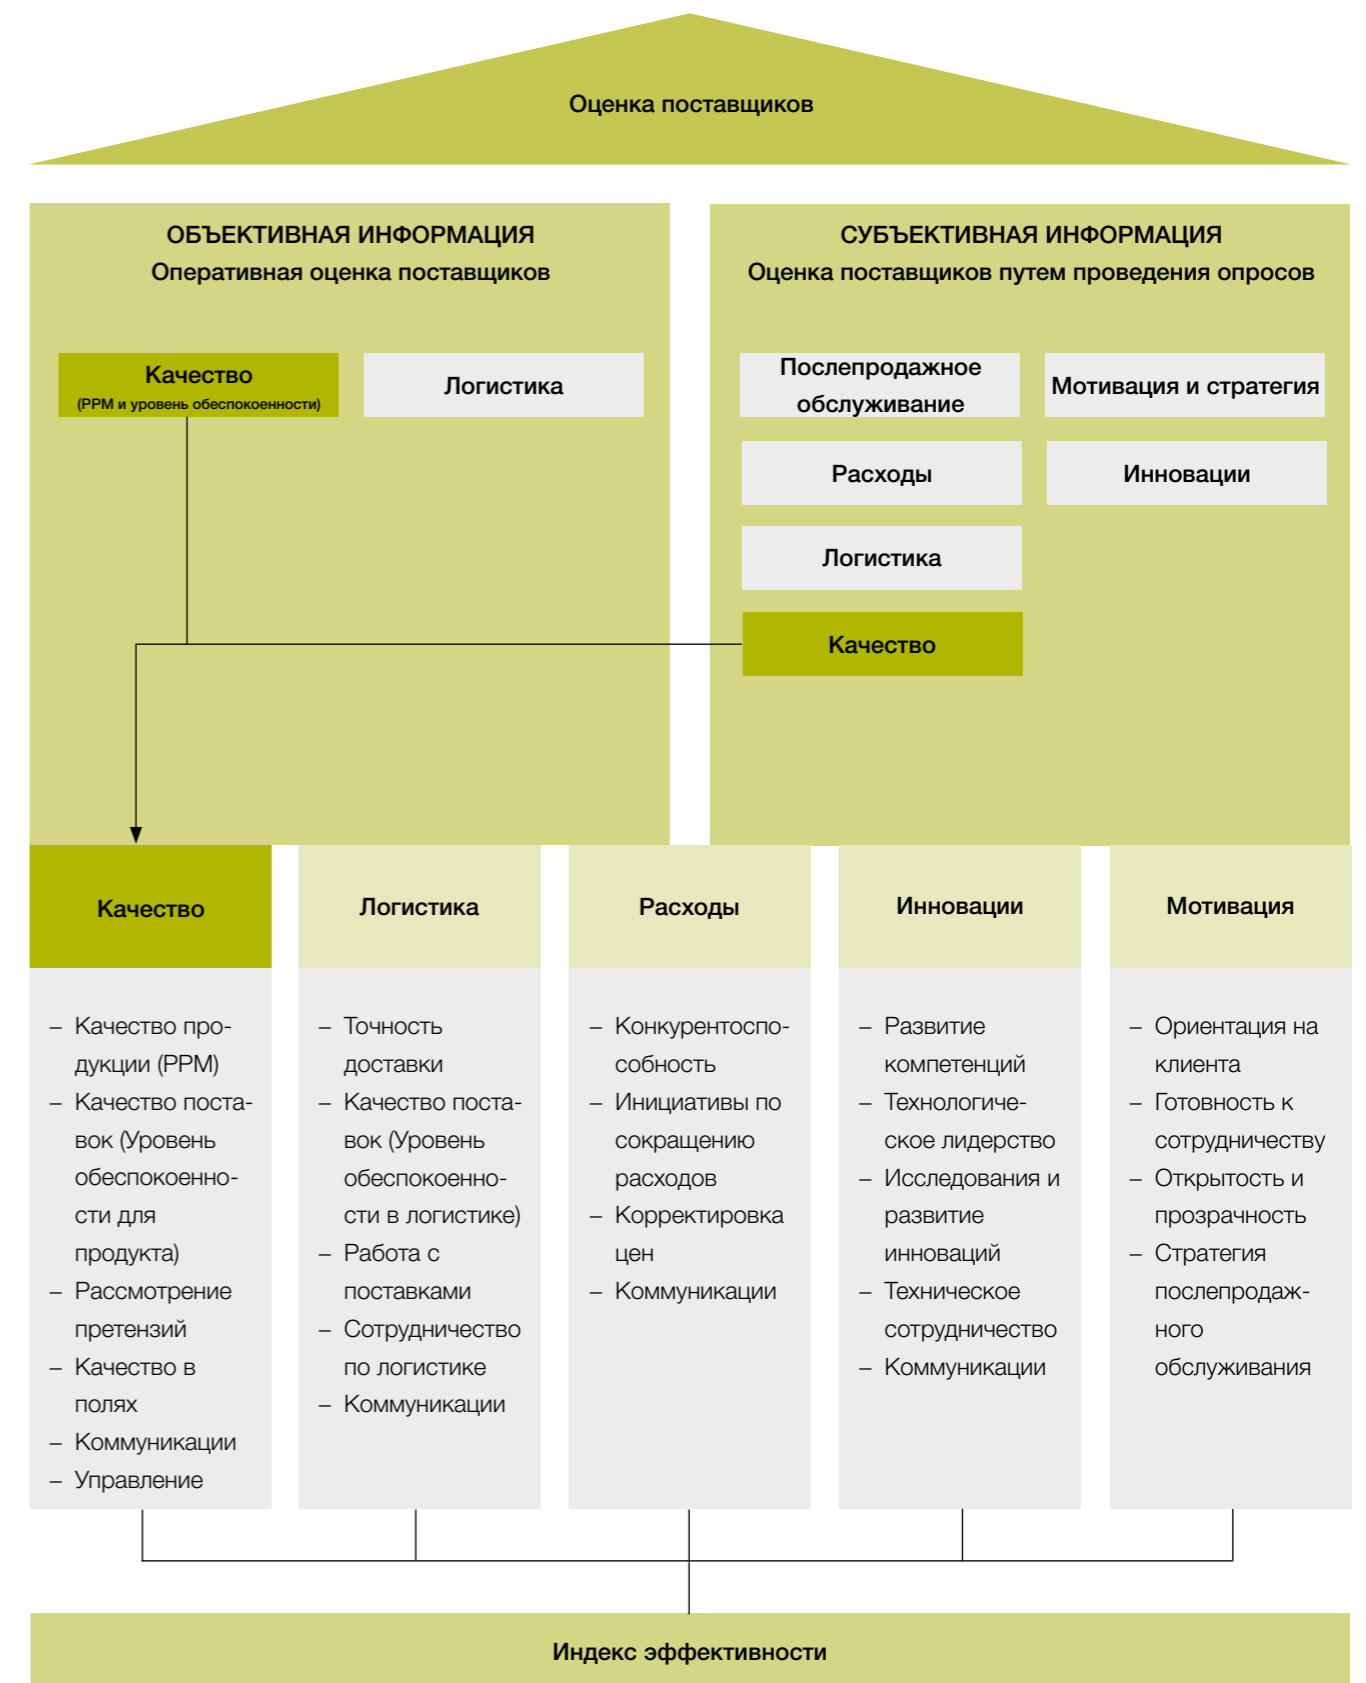 Оценка поставщиков
ОБЪЕКТИВНАЯ ИНФОРМАЦИЯ
Оперативная оценка поставщиков
Качество
(PPM и уровень обеспокоенности)
Логистика
СУБЪЕКТИВНАЯ ИНФОРМАЦИЯ
Оценка поставщиков путем проведения опросов
Послепродажное
обслуживание
Мотивация и стратегия
Расходы
Инновации
Логистика
Качество
Качество
– Качество про-
дукции (PPM)
– Качество поста-
вок (Уровень
обеспокоенно-
сти для
продукта)
– Рассмотрение
претензий
– Качество в
полях
– Коммуникации
– Управление
Логистика
– Точность
доставки
– Качество поста-
вок (Уровень
обеспокоенно-
сти в логистике)
– Работа с
поставками
– Сотрудничество
по логистике
– Коммуникации
Расходы
– Конкурентоспо-
собность
– Инициативы по
сокращению
расходов
– Корректировка
цен
– Коммуникации
Инновации
– Развитие
компетенций
– Технологиче-
ское лидерство
– Исследования и
развитие
инноваций
– Техническое
сотрудничество
– Коммуникации
Мотивация
– Ориентация на
клиента
– Готовность к
сотрудничеству
– Открытость и
прозрачность
– Стратегия
послепродаж-
ного
обслуживания
Индекс эффективности